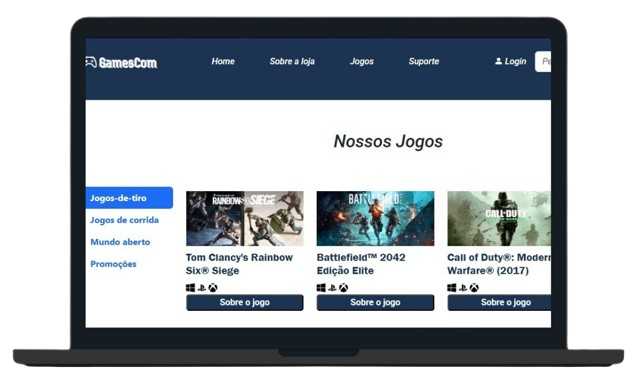 GamesCom
Home
Sobre a loja
Jogos
Suporte
Login
Pe
Nossos Jogos
Jogos-de-tiro
Jogos de corrida
Mundo aberto
Promoções
RAINBOW SIEGE
BATTLEFIELD
CALL OF DUTY
Tom Clancy's Rainbow
Six® Siege
Battlefield™ 2042
Edição Elite
Call of Duty®: Modern
Warfare® (2017)
Sobre o jogo
Sobre o jogo
Sobre o jogo